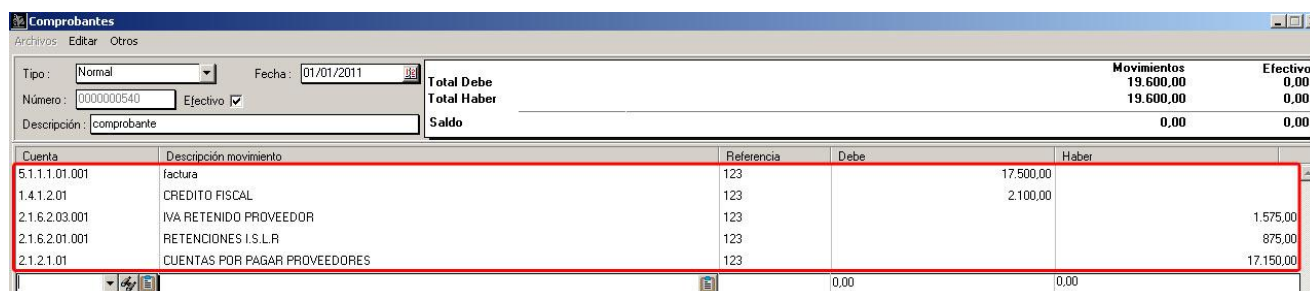 Comprobantes
Archivos Editar Otros
Tipo: Normal Fecha: 01/01/2011
Número: 0000000540 Efectivo
Descripción: comprobante
Movimientos Efectivo
Total Debe 19.600,00 0,00
Total Haber 19.600,00 0,00
Saldo 0,00 0,00
Cuenta Descripción movimiento Referencia Debe Haber
5.1.1.1.01.001 factura 123 17.500,00
1.4.1.2.01 CREDITO FISCAL 123 2.100,00
2.1.6.2.03.001 IVA RETENIDO PROVEEDOR 123 1.575,00
2.1.6.2.01.001 RETENCIONES I.S.L.R 123 875,00
2.1.2.1.01 CUENTAS POR PAGAR PROVEEDORES 123 17.150,00
0,00 0,00